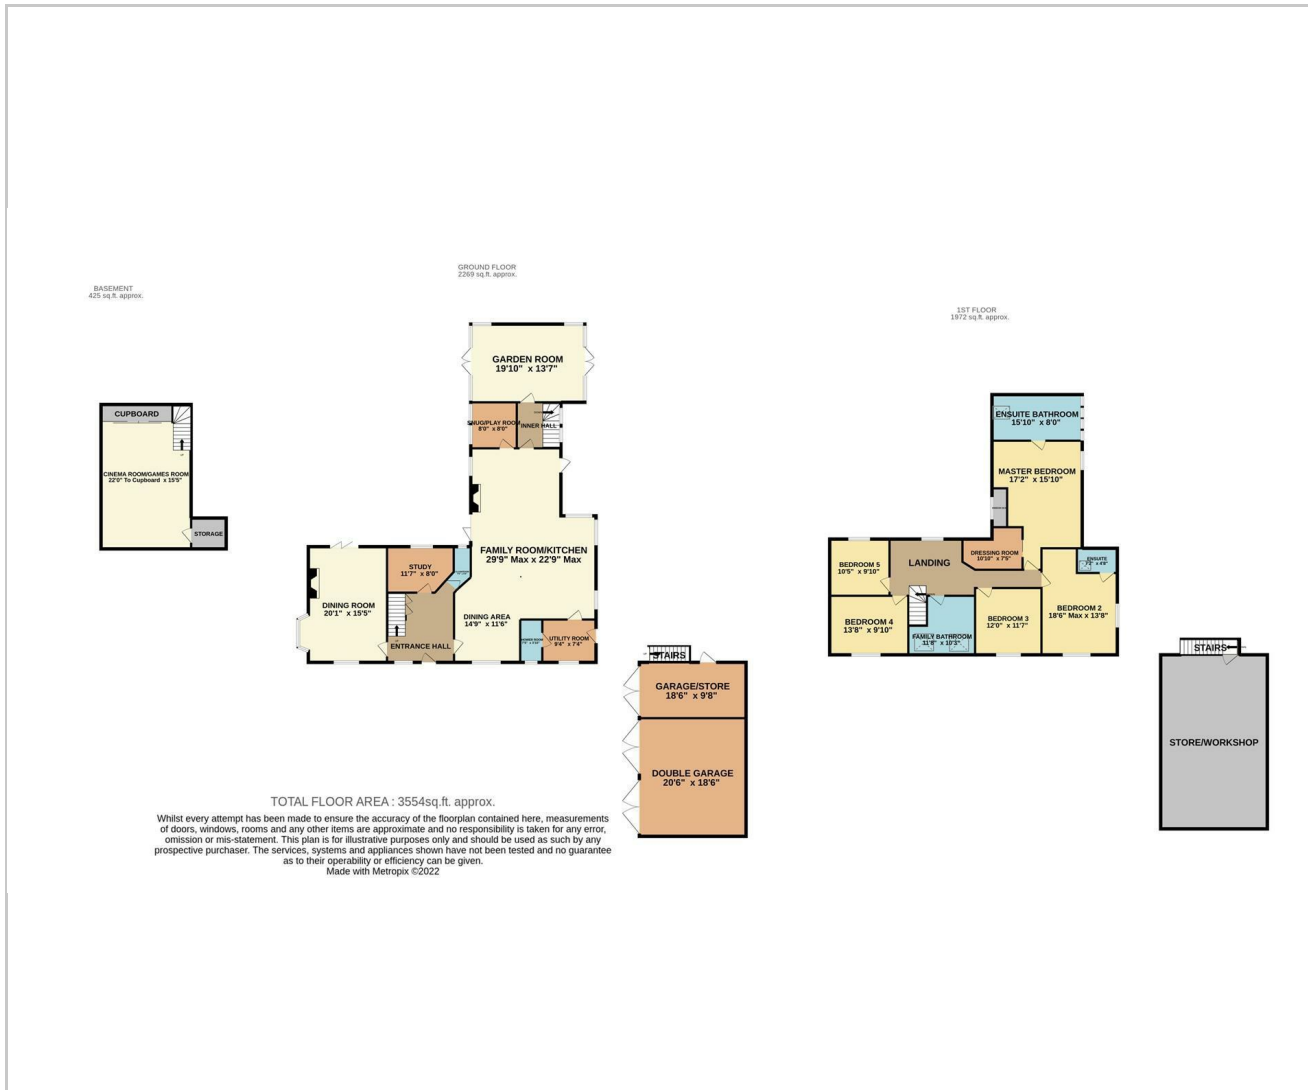 BASEMENT
425 sq.ft. approx.
GROUND FLOOR
2269 sq.ft. approx.
1ST FLOOR
1972 sq.ft. approx.
CUPBOARD
CINEMA ROOM/GAMES ROOM
22'0" To Cupboard x 15'5"
STORAGE
GARDEN ROOM
19'10" x 13'7"
SNUG/PLAY ROOM
8'0" x 8'0"
INNER HALL
FAMILY ROOM/KITCHEN
29'9" Max x 22'9" Max
STUDY
11'7" x 8'0"
DINING ROOM
20'1" x 15'5"
DINING AREA
14'9" x 11'6"
ENTRANCE HALL
SHOWER ROOM
UTILITY ROOM
9'4" x 7'4"
STAIRS
GARAGE/STORE
18'6" x 9'8"
DOUBLE GARAGE
20'6" x 18'6"
ENSUITE BATHROOM
15'10" x 8'0"
MASTER BEDROOM
17'2" x 15'10"
DRESSING ROOM
10'10" x 7'5"
LANDING
BEDROOM 5
10'5" x 9'10"
BEDROOM 4
13'8" x 9'10"
FAMILY BATHROOM
11'8" x 10'3"
BEDROOM 3
12'0" x 11'7"
ENSUITE
BEDROOM 2
18'6" Max x 13'8"
STAIRS
STORE/WORKSHOP
TOTAL FLOOR AREA : 3554sq.ft. approx.
Whilst every attempt has been made to ensure the accuracy of the floorplan contained here, measurements
of doors, windows, rooms and any other items are approximate and no responsibility is taken for any error,
omission or mis-statement. This plan is for illustrative purposes only and should be used as such by any
prospective purchaser. The services, systems and appliances shown have not been tested and no guarantee
as to their operability or efficiency can be given.
Made with Metropix ©2022